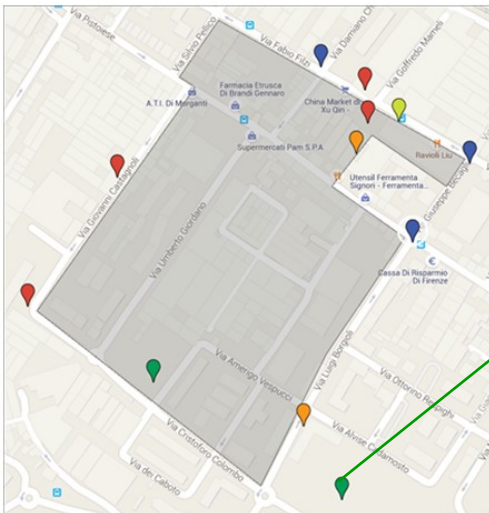 Via Pistoiese
Via Silvio Pellico
Via Fabio Filzi
Via Damiano Ch
Via Goffredo Mameli
Farmacia Etrusca
Di Brandi Gennaro
A.T.I. Di Morganti
China Market di
Xu Qin -
Supermercati Pam S.P.A
Ravioli Liu
Utensil Ferramenta
Signori - Ferramenta...
Giuseppe Becagli
Via Giovanni Castagnoli
Via Umberto Giordano
Cassa Di Risparmio
Di Firenze
Via Luigi Borgioli
Via Amerigo Vespucci
Via Ottorino Respighi
Via Alvise Cadamosto
Via Cristoforo Colombo
Via dei Caboto